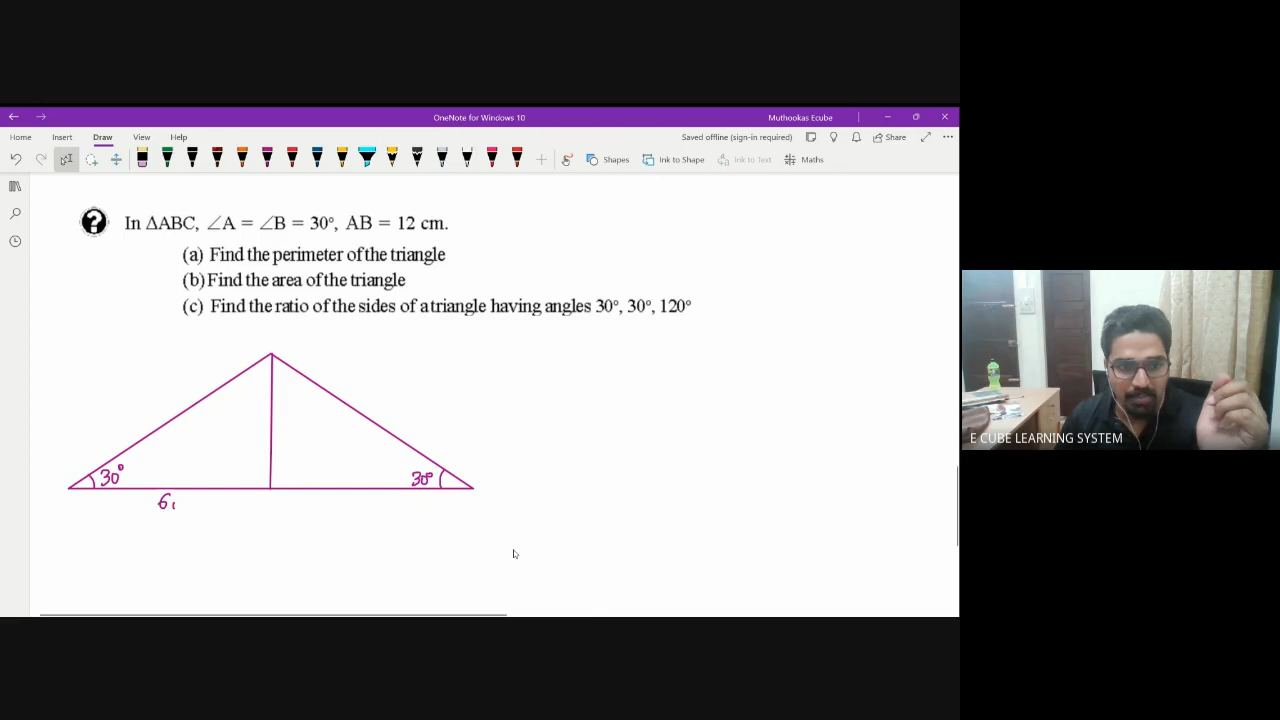 OneNote for Windows 10
Muthookas Ecube
Home Insert Draw View Help
Saved offline (sign-in required)
Share
Shapes
Ink to Shape
Ink to Text
Maths
?
In ΔABC, ∠A = ∠B = 30°, AB = 12 cm.
(a) Find the perimeter of the triangle
(b) Find the area of the triangle
(c) Find the ratio of the sides of a triangle having angles 30°, 30°, 120°
30° 30°
6
E CUBE LEARNING SYSTEM